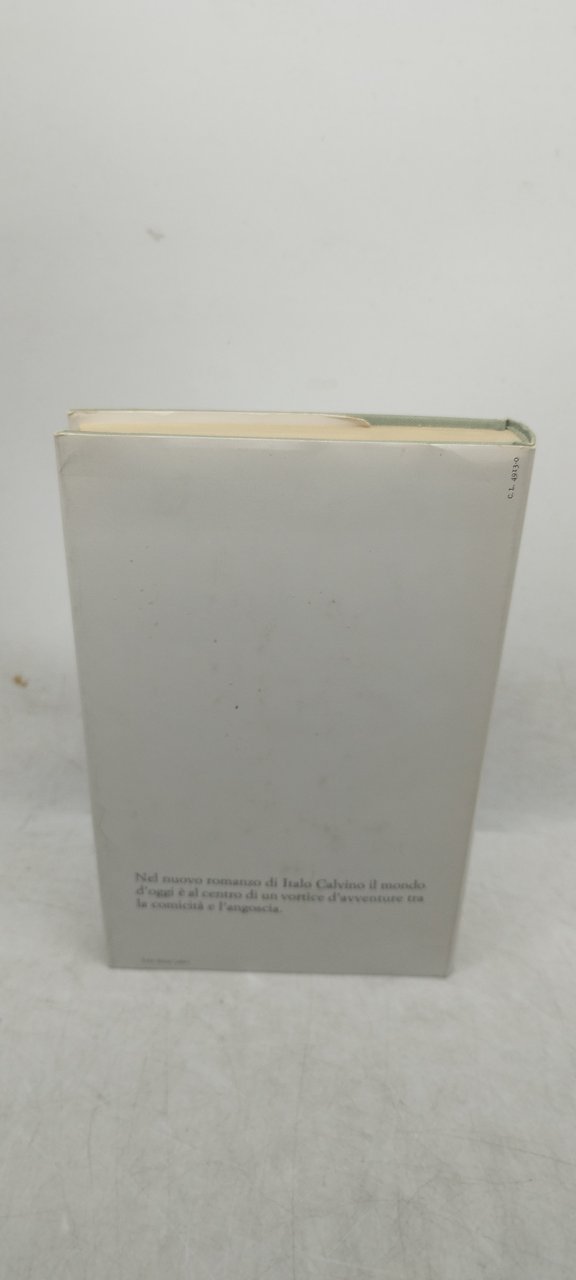 C. L. 4923-0
Nel nuovo romanzo di Italo Calvino il mondo
d'oggi è al centro di un vortice d'avventure tra
la comicità e l'angoscia.